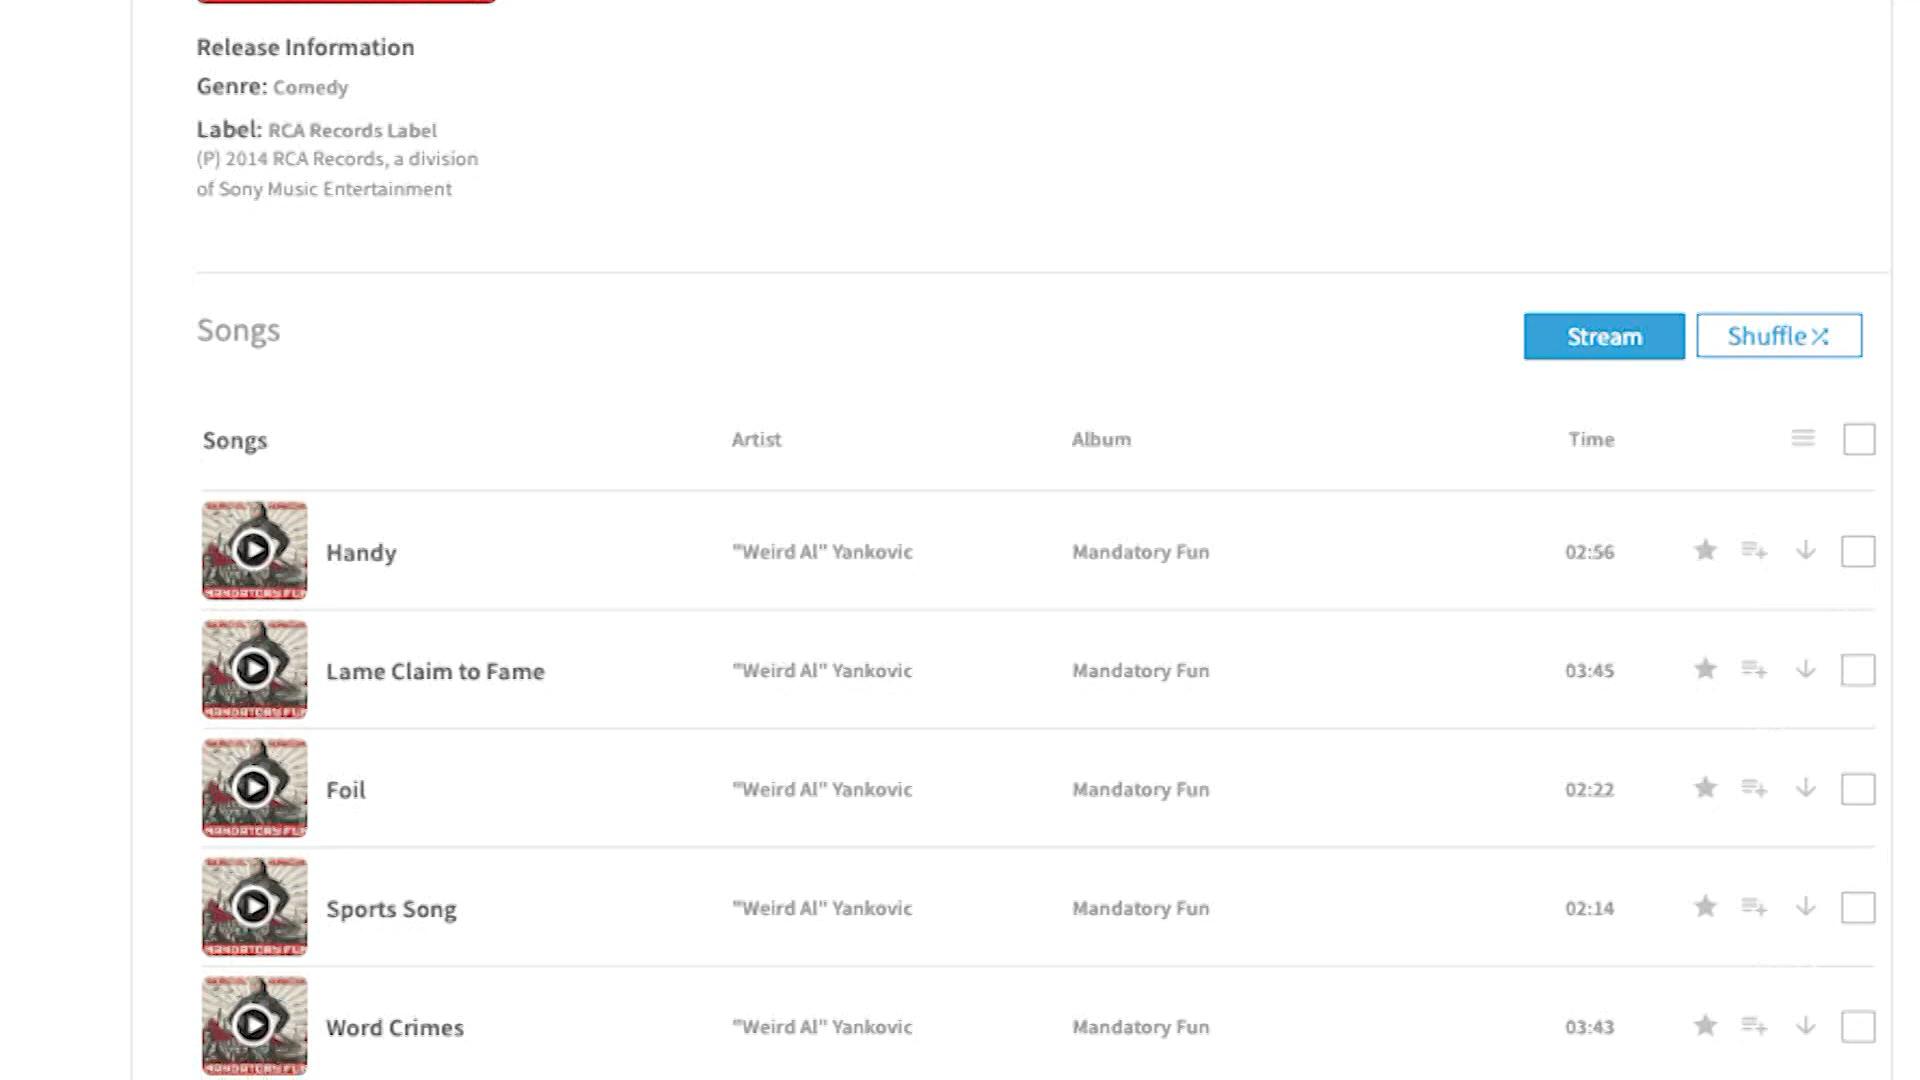 Release Information
Genre: Comedy
Label: RCA Records Label
(P) 2014 RCA Records, a division
of Sony Music Entertainment
Songs
Stream
Shuffle
Songs Artist Album Time
Handy "Weird Al" Yankovic Mandatory Fun 02:56
Lame Claim to Fame "Weird Al" Yankovic Mandatory Fun 03:45
Foil "Weird Al" Yankovic Mandatory Fun 02:22
Sports Song "Weird Al" Yankovic Mandatory Fun 02:14
Word Crimes "Weird Al" Yankovic Mandatory Fun 03:43